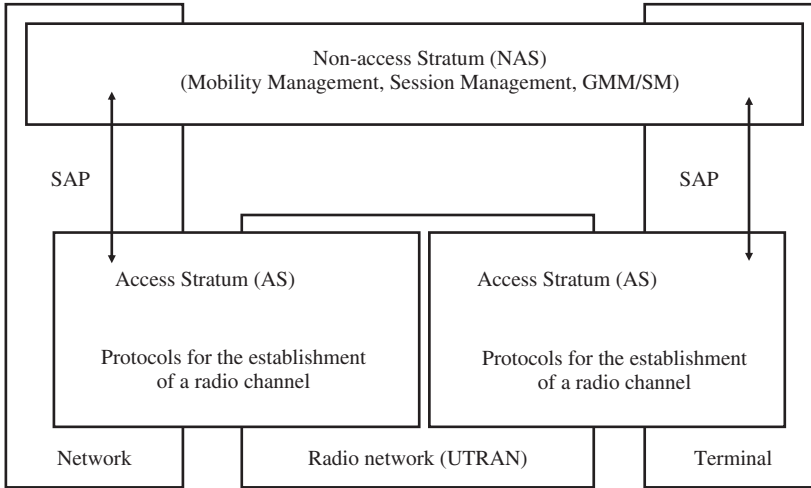 Non-access Stratum (NAS)
(Mobility Management, Session Management, GMM/SM)
SAP
SAP
Access Stratum (AS)
Protocols for the establishment
of a radio channel
Access Stratum (AS)
Protocols for the establishment
of a radio channel
Network
Radio network (UTRAN)
Terminal